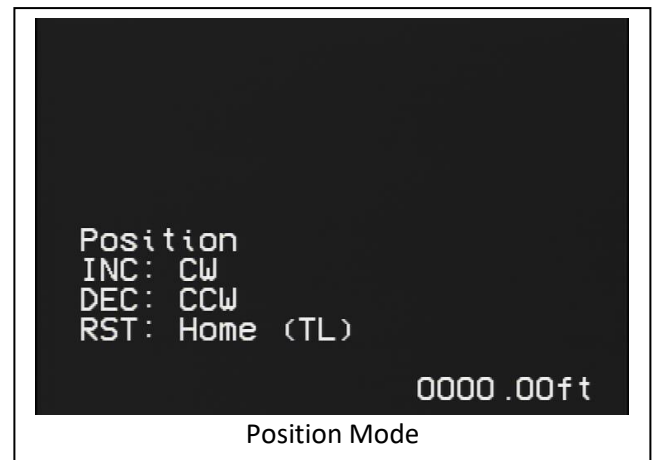 Position
INC: CW
DEC: CCW
RST: Home (TL)
0000.00ft
Position Mode